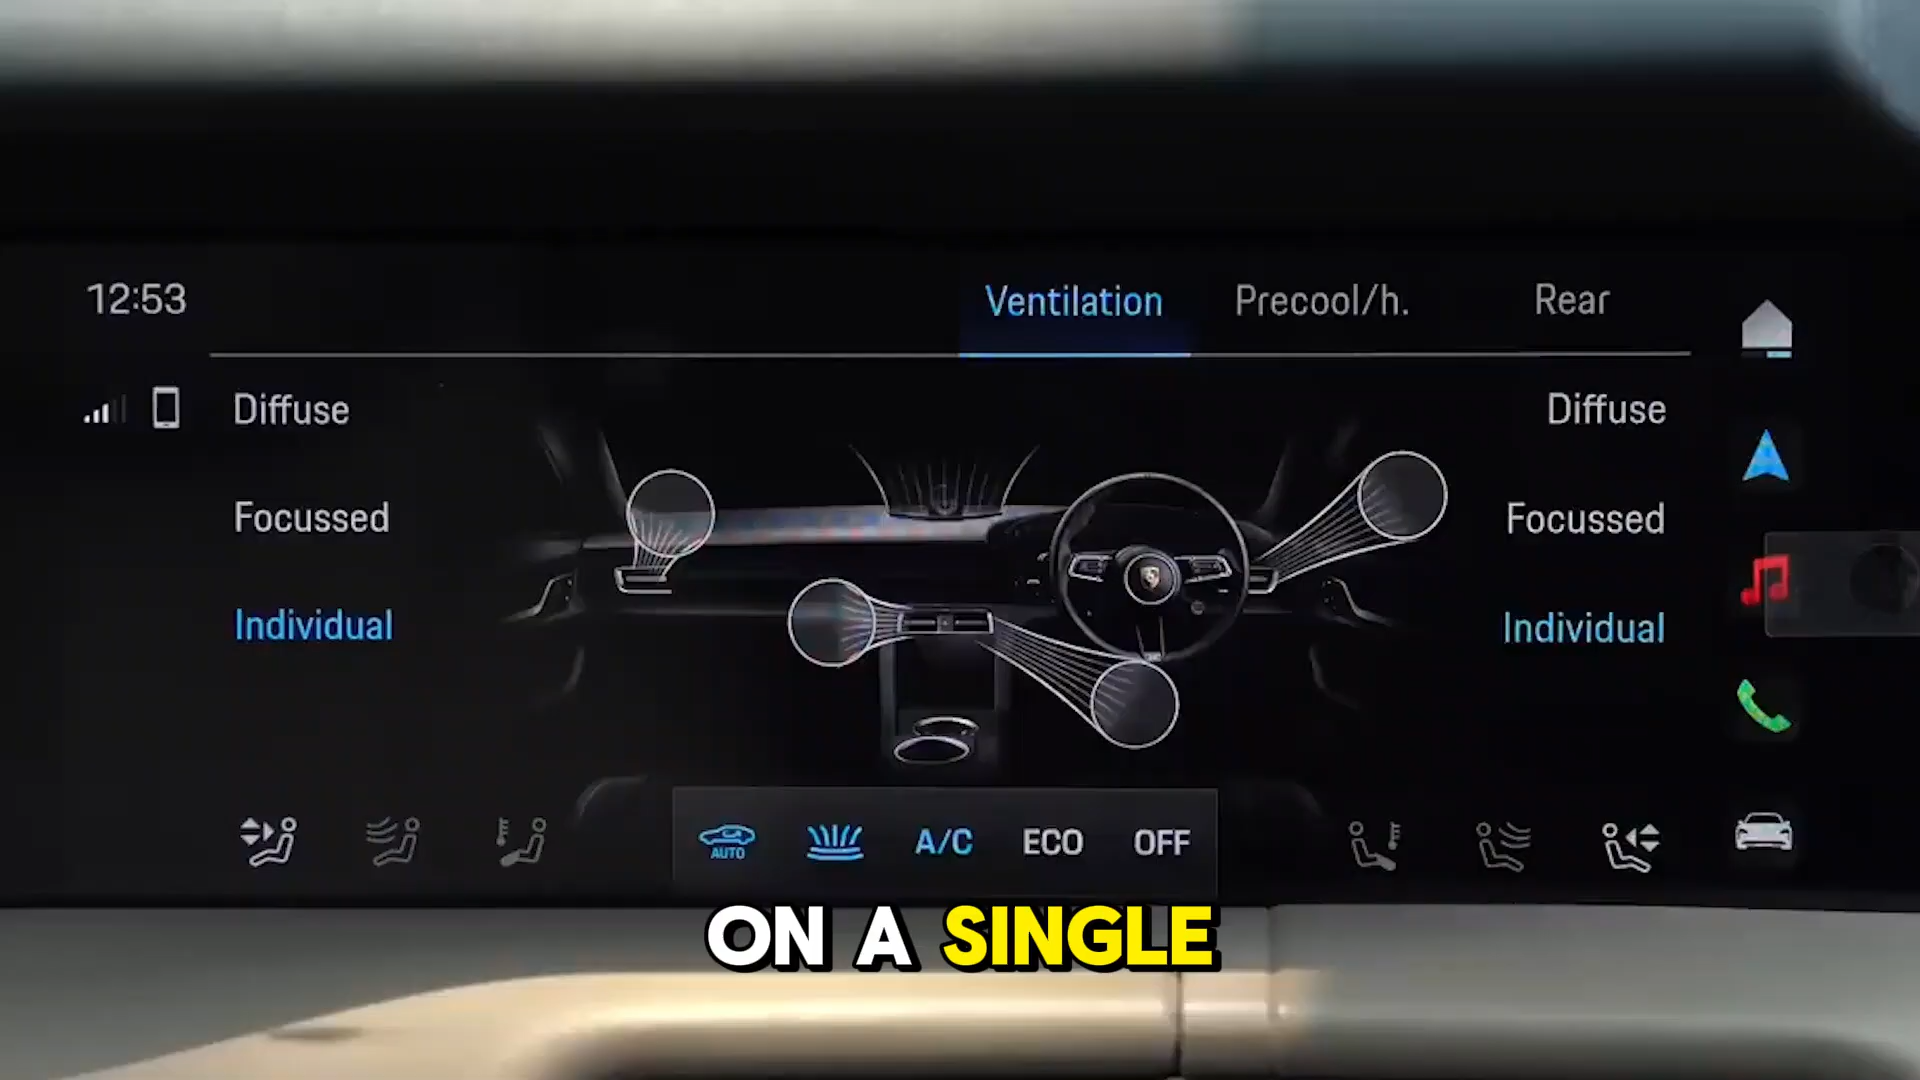 12:53
Ventilation Precool/h. Rear
Diffuse Diffuse
Focussed Focussed
Individual Individual
AUTO A/C ECO OFF
ON A SINGLE